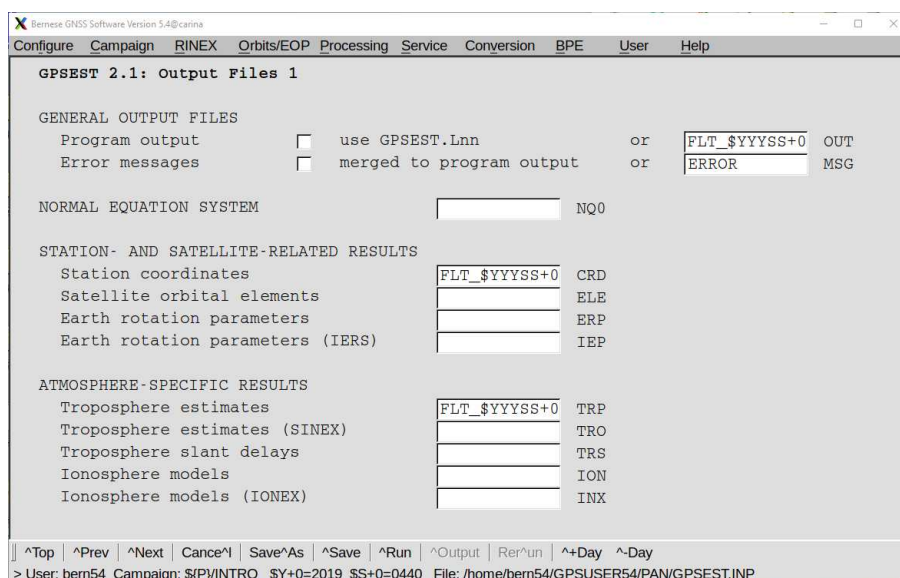 Bernese GNSS Software Version 5.4@carina
Configure Campaign RINEX Orbits/EOP Processing Service Conversion BPE User Help
GPSEST 2.1: Output Files 1
GENERAL OUTPUT FILES
Program output use GPSEST.Lnn or FLT_$YYYSS+0 OUT
Error messages merged to program output or ERROR MSG
NORMAL EQUATION SYSTEM NQ0
STATION- AND SATELLITE-RELATED RESULTS
Station coordinates FLT_$YYYSS+0 CRD
Satellite orbital elements ELE
Earth rotation parameters ERP
Earth rotation parameters (IERS) IEP
ATMOSPHERE-SPECIFIC RESULTS
Troposphere estimates FLT_$YYYSS+0 TRP
Troposphere estimates (SINEX) TRO
Troposphere slant delays TRS
Ionosphere models ION
Ionosphere models (IONEX) INX
^Top ^Prev ^Next Cance^l Save^As ^Save ^Run ^Output Rer^un ^+Day ^-Day
> User: bern54 Campaign: ${P}/INTRO $Y+0=2019 $S+0=0440 File: /home/bern54/GPSUSER54/PAN/GPSEST.INP